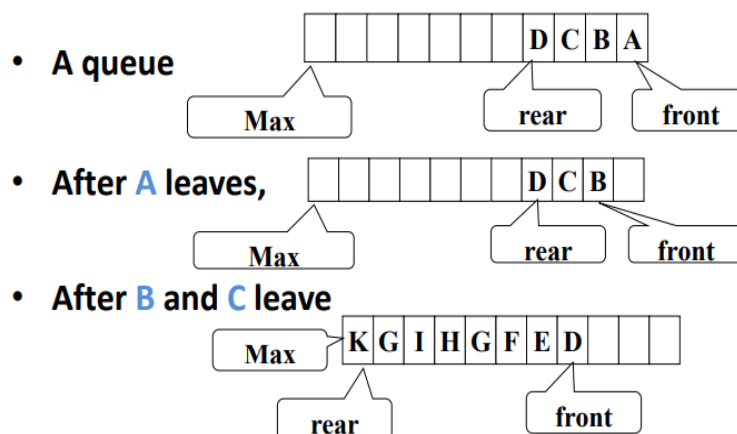 D C B A
• A queue
Max
rear
front
• After A leaves,
D C B
Max
rear
front
• After B and C leave
Max
K G I H G F E D
rear
front